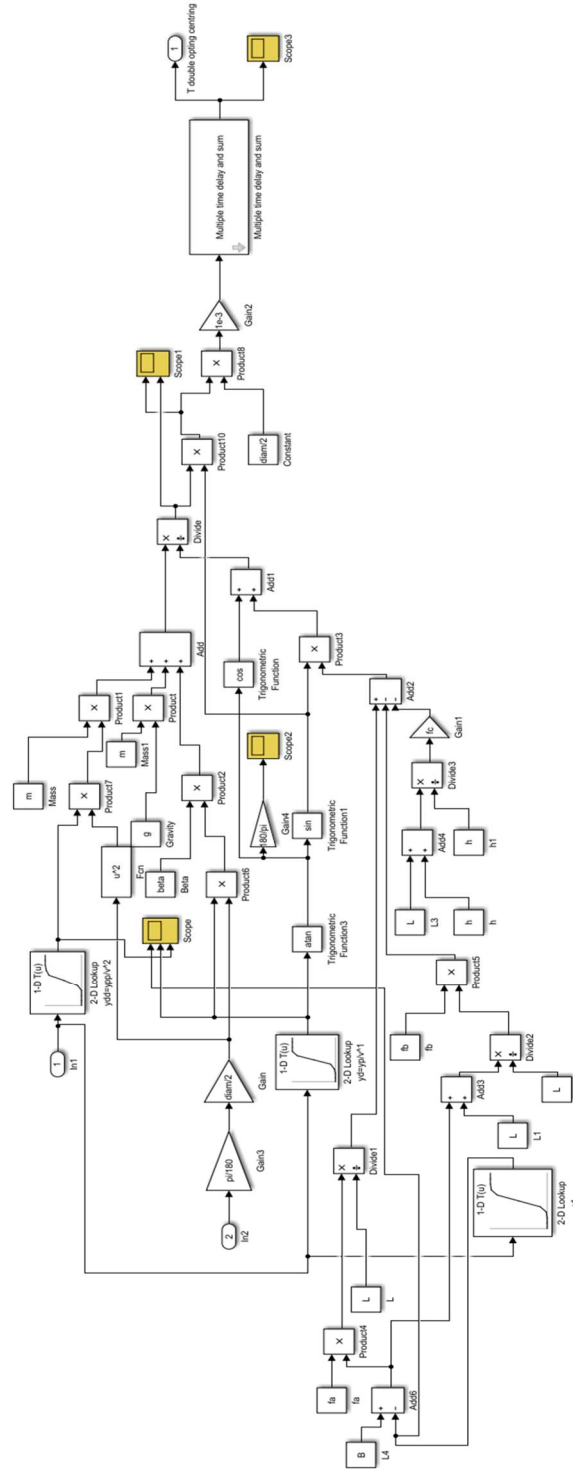 1
T double opting centring
Scope3
Multiple time delay and sum
Multiple time delay and sum
1e-3
Gain2
Scope1
×
Product8
diam/2
Constant
×
Product10
×
÷
Divide
+
+
+
Add
+
+
Add1
×
Product1
m
Mass
×
Product
m
Mass1
×
Product7
u^2
Fcn
g
Gravity
beta
Beta
×
Product2
×
Product6
cos
Trigonometric
Function
×
Product3
Scope2
180/pi
Gain4
sin
Trigonometric
Function1
atan
Trigonometric
Function3
Scope
1-D T(u)
2-D Lookup
ydd=ypp/v^2
1
In1
diam/2
Gain
pi/180
Gain3
2
In2
1-D T(u)
2-D Lookup
yd=yp/v^1
+
-
-
Add2
fc
Gain1
×
÷
Divide3
+
+
Add4
L
L3
h
h
h
h1
×
Product5
fb
fb
×
÷
Divide2
+
+
Add3
L
L1
L
×
÷
Divide1
L
L
1-D T(u)
2-D Lookup
×
Product4
fa
fa
+
-
Add6
B
L4